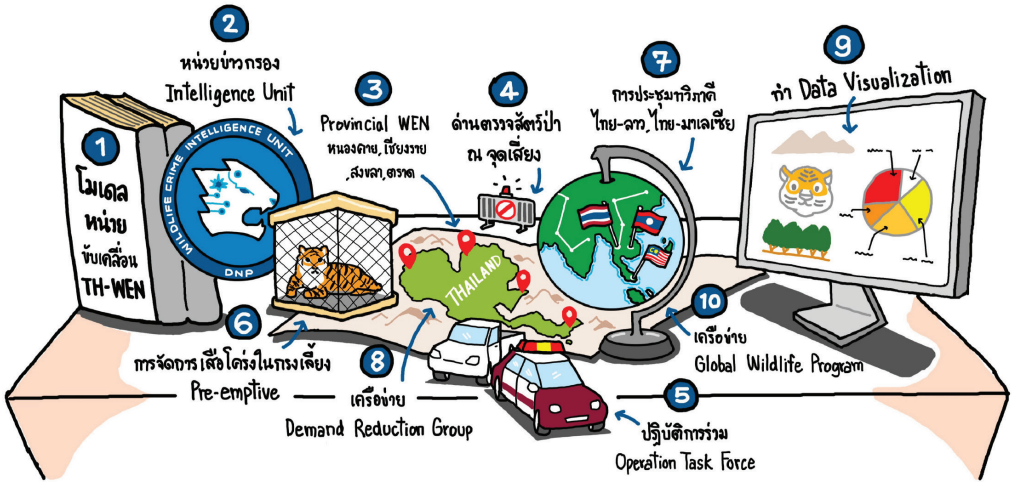 1
โมเดล
หน่วย
ขับเคลื่อน
TH-WEN
2
หน่วยข่าวกรอง
Intelligence Unit
WILDLIFE CRIME INTELLIGENCE UNIT
DNP
3
Provincial WEN
หนองคาย, เชียงราย
,สงขลา, ตราด
4
ด่านตรวจสัตว์ป่า
ณ จุดเสี่ยง
7
การประชุมทวิภาคี
ไทย-ลาว, ไทย-มาเลเซีย
9
ทำ Data Visualization
THAILAND
6
การจัดการเสือโคร่งในกรงเลี้ยง
Pre-emptive
8
เครือข่าย
Demand Reduction Group
10
เครือข่าย
Global Wildlife Program
5
ปฏิบัติการร่วม
Operation Task Force